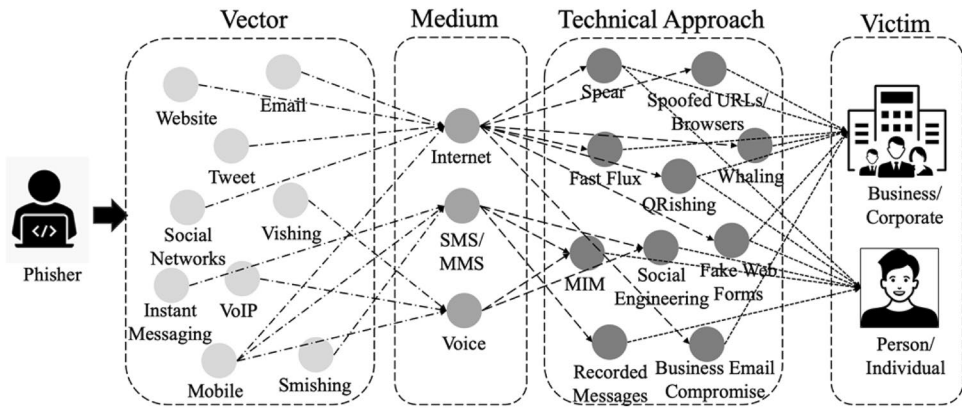 Vector
Medium
Technical Approach
Victim
Website
Email
Tweet
Social
Networks
Vishing
Instant
Messaging
VoIP
Mobile
Smishing
Phisher
Internet
SMS/
MMS
Voice
Spear
Spoofed URLs/
Browsers
Fast Flux
Whaling
QRishing
MIM
Social
Engineering
Fake Web
Forms
Recorded
Messages
Business Email
Compromise
Business/
Corporate
Person/
Individual